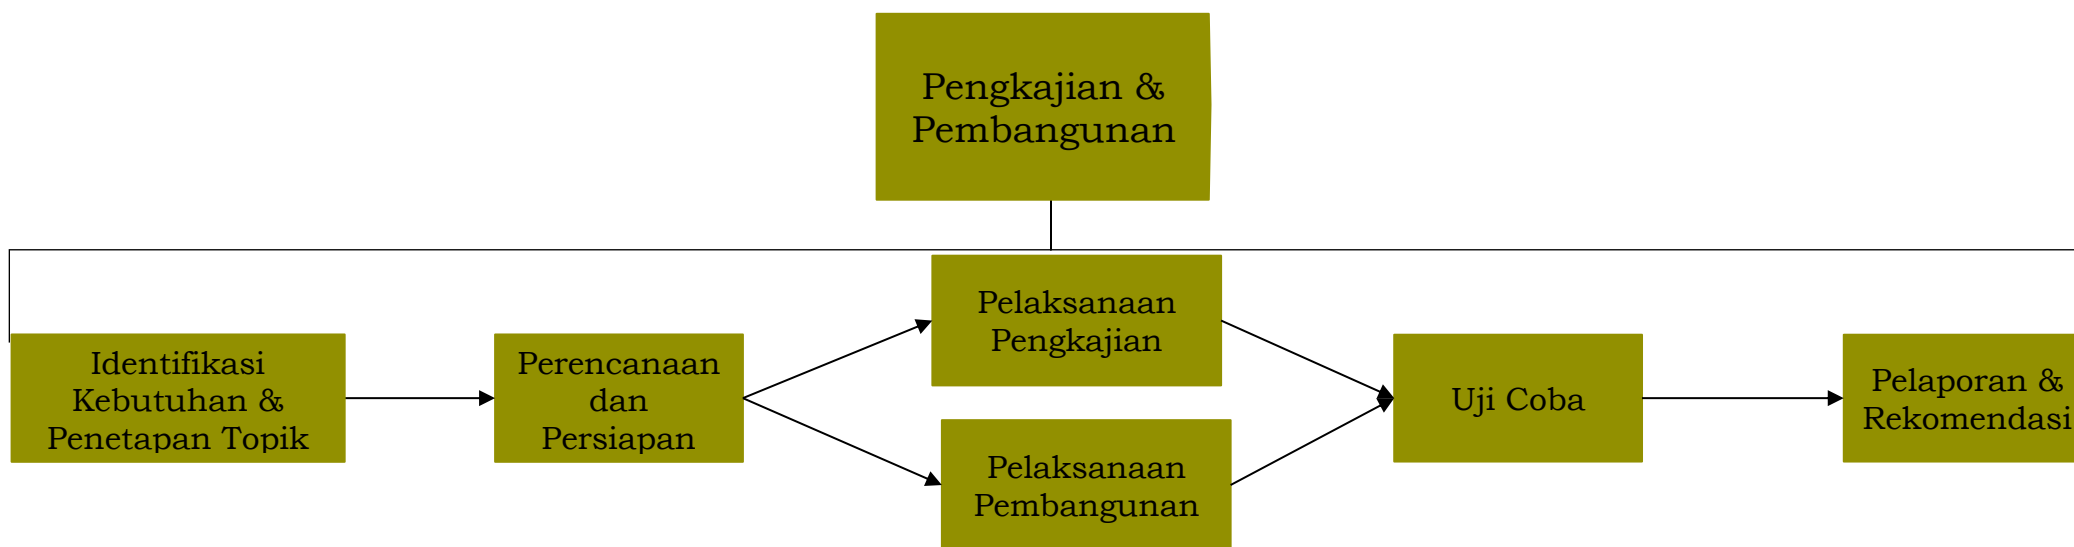 Pengkajian &
Pembangunan
Identifikasi
Kebutuhan &
Penetapan Topik
Perencanaan
dan
Persiapan
Pelaksanaan
Pengkajian
Pelaksanaan
Pembangunan
Uji Coba
Pelaporan &
Rekomendasi